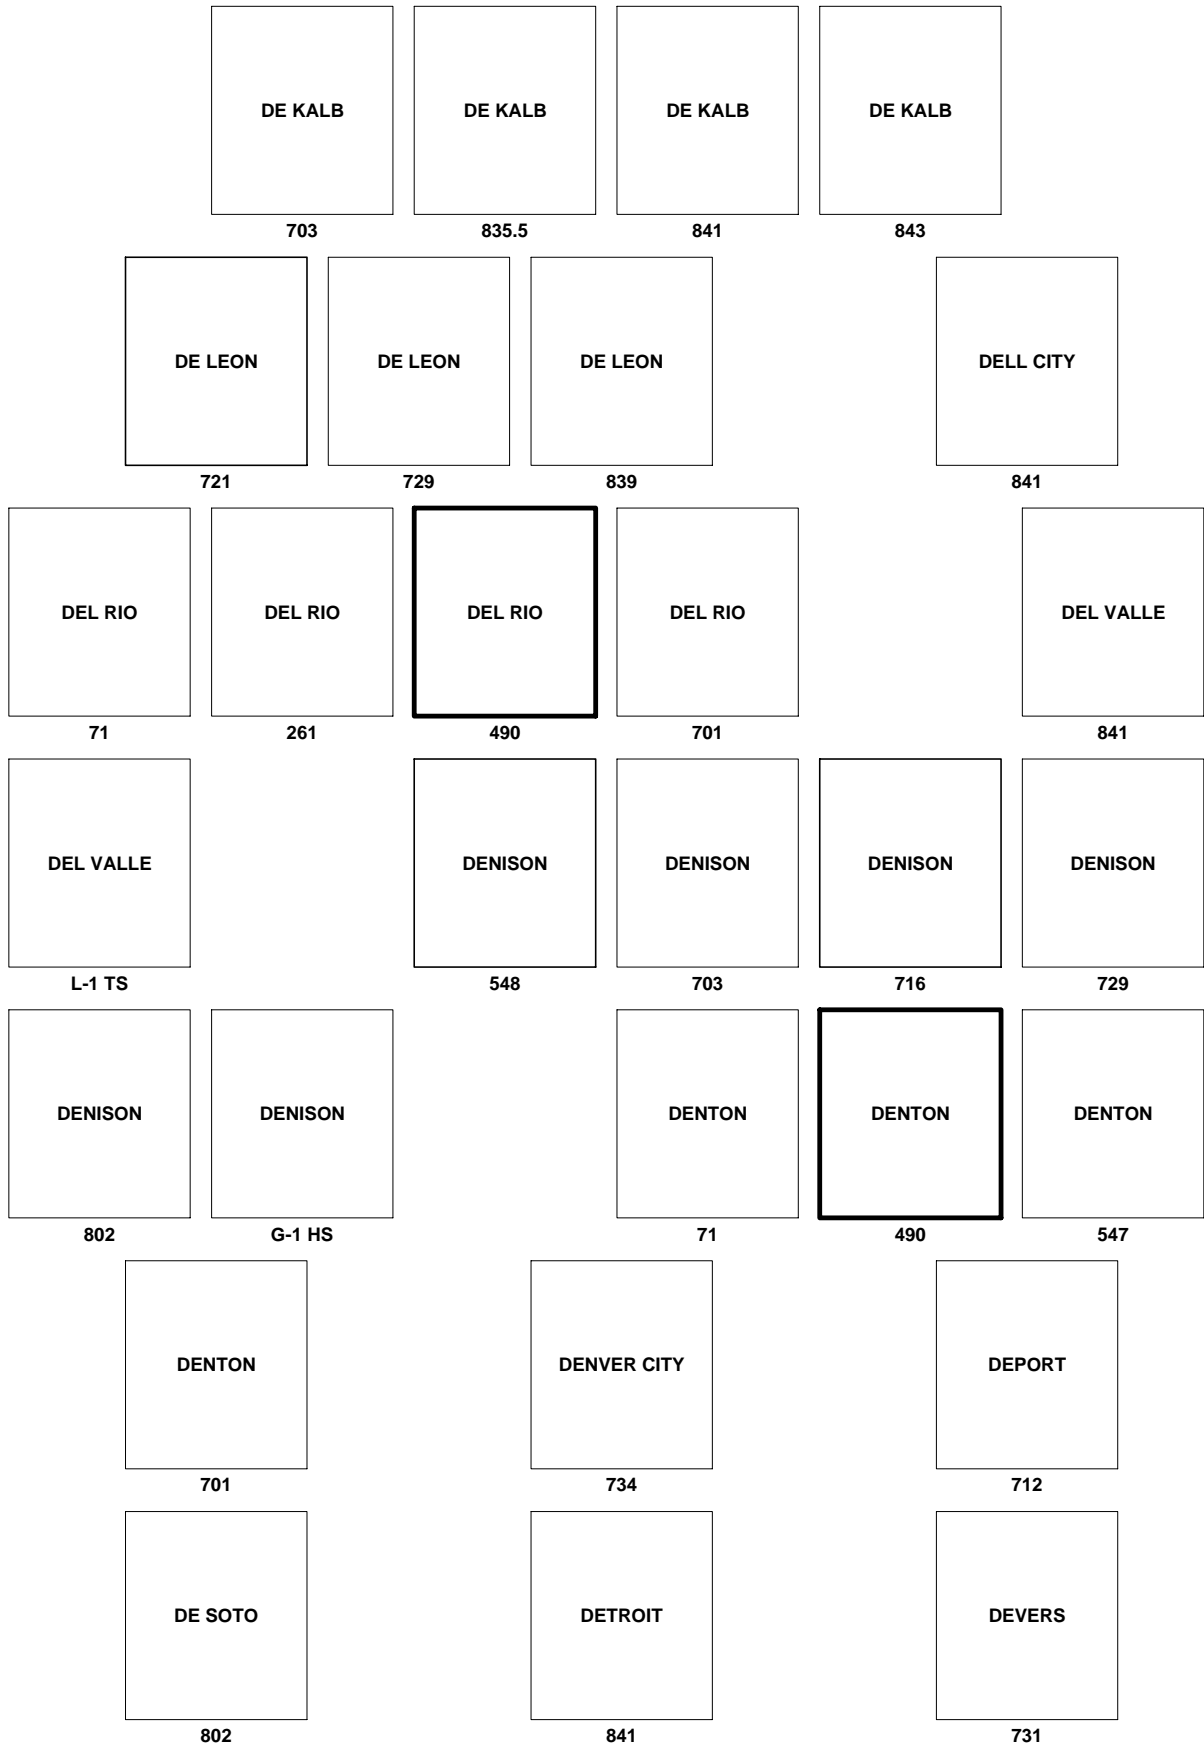 DE KALB DE KALB DE KALB DE KALB
703 835.5 841 843
DE LEON DE LEON DE LEON DELL CITY
721 729 839 841
DEL RIO DEL RIO DEL RIO DEL RIO DEL VALLE
71 261 490 701 841
DEL VALLE DENISON DENISON DENISON DENISON
L-1 TS 548 703 716 729
DENISON DENISON DENTON DENTON DENTON
802 G-1 HS 71 490 547
DENTON DENVER CITY DEPORT
701 734 712
DE SOTO DETROIT DEVERS
802 841 731